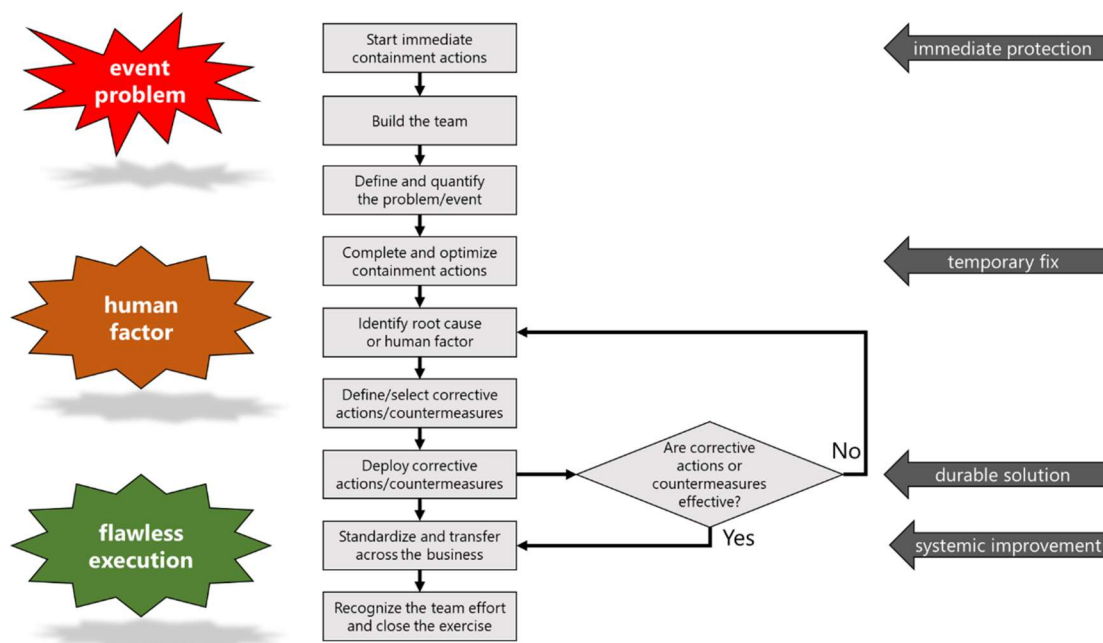 event
problem
Start immediate
containment actions
immediate protection
Build the team
Define and quantify
the problem/event
Complete and optimize
containment actions
temporary fix
human
factor
Identify root cause
or human factor
Define/select corrective
actions/countermeasures
Deploy corrective
actions/countermeasures
Are corrective
actions or
countermeasures
effective?
No
Yes
durable solution
flawless
execution
Standardize and transfer
across the business
systemic improvement
Recognize the team effort
and close the exercise